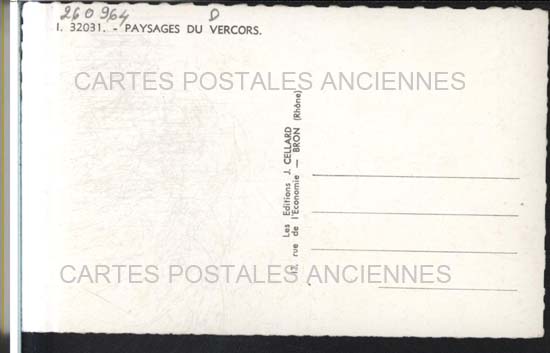 260964 D
I. 32031. - PAYSAGES DU VERCORS.
CARTES POSTALES ANCIENNES
Les Editions J. CELLARD
17, rue de l'Economie — BRON (Rhône)
CARTES POSTALES ANCIENNES